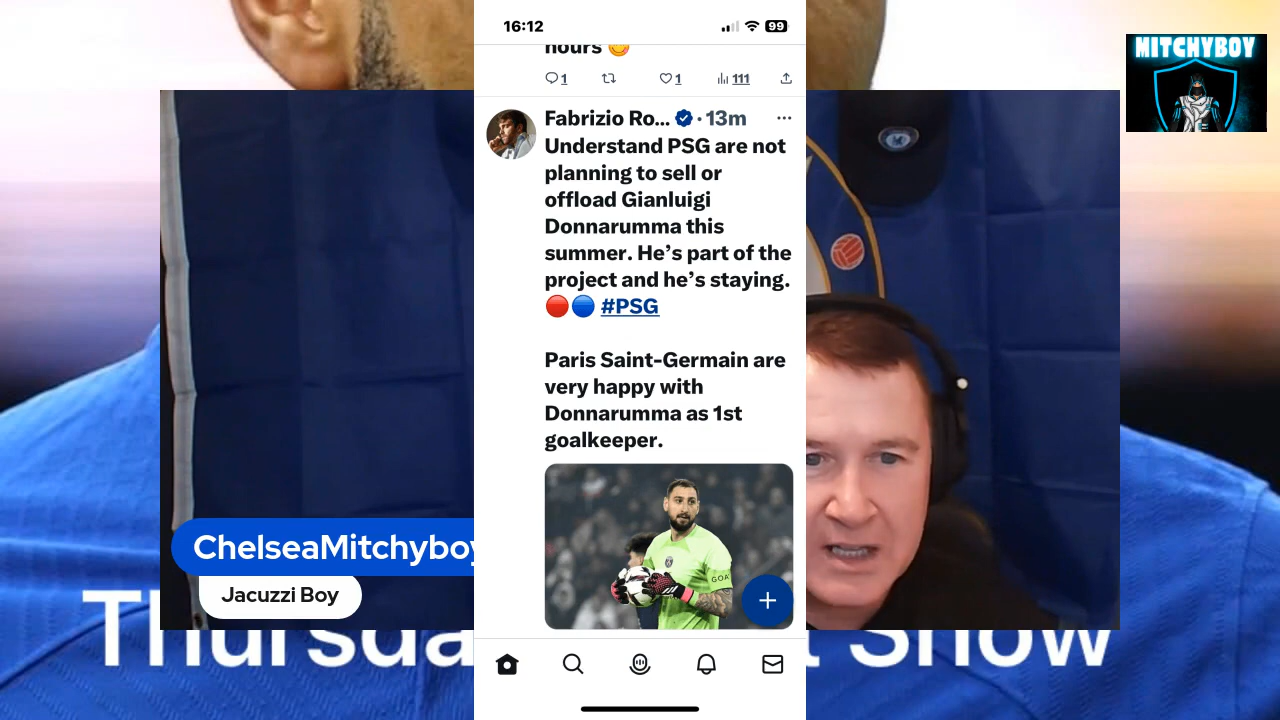 16:12
99
hours
1
1
111
Fabrizio Ro... · 13m
Understand PSG are not
planning to sell or
offload Gianluigi
Donnarumma this
summer. He’s part of the
project and he’s staying.
#PSG
Paris Saint-Germain are
very happy with
Donnarumma as 1st
goalkeeper.
GOA
MITCHYBOY
ChelseaMitchyboy
Jacuzzi Boy
Thursda t Show